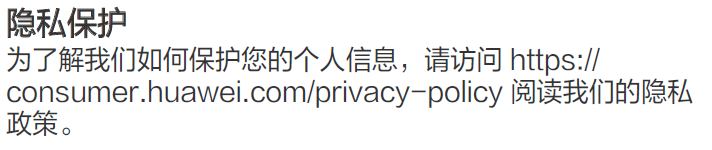 隐私保护
为了解我们如何保护您的个人信息，请访问 https://
consumer.huawei.com/privacy-policy 阅读我们的隐私
政策。